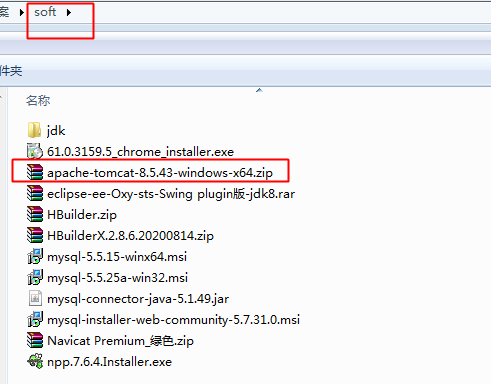 案 soft
件夹
名称
jdk
61.0.3159.5_chrome_installer.exe
apache-tomcat-8.5.43-windows-x64.zip
eclipse-ee-Oxy-sts-Swing plugin版-jdk8.rar
HBuilder.zip
HBuilderX.2.8.6.20200814.zip
mysql-5.5.15-winx64.msi
mysql-5.5.25a-win32.msi
mysql-connector-java-5.1.49.jar
mysql-installer-web-community-5.7.31.0.msi
Navicat Premium_绿色.zip
npp.7.6.4.Installer.exe